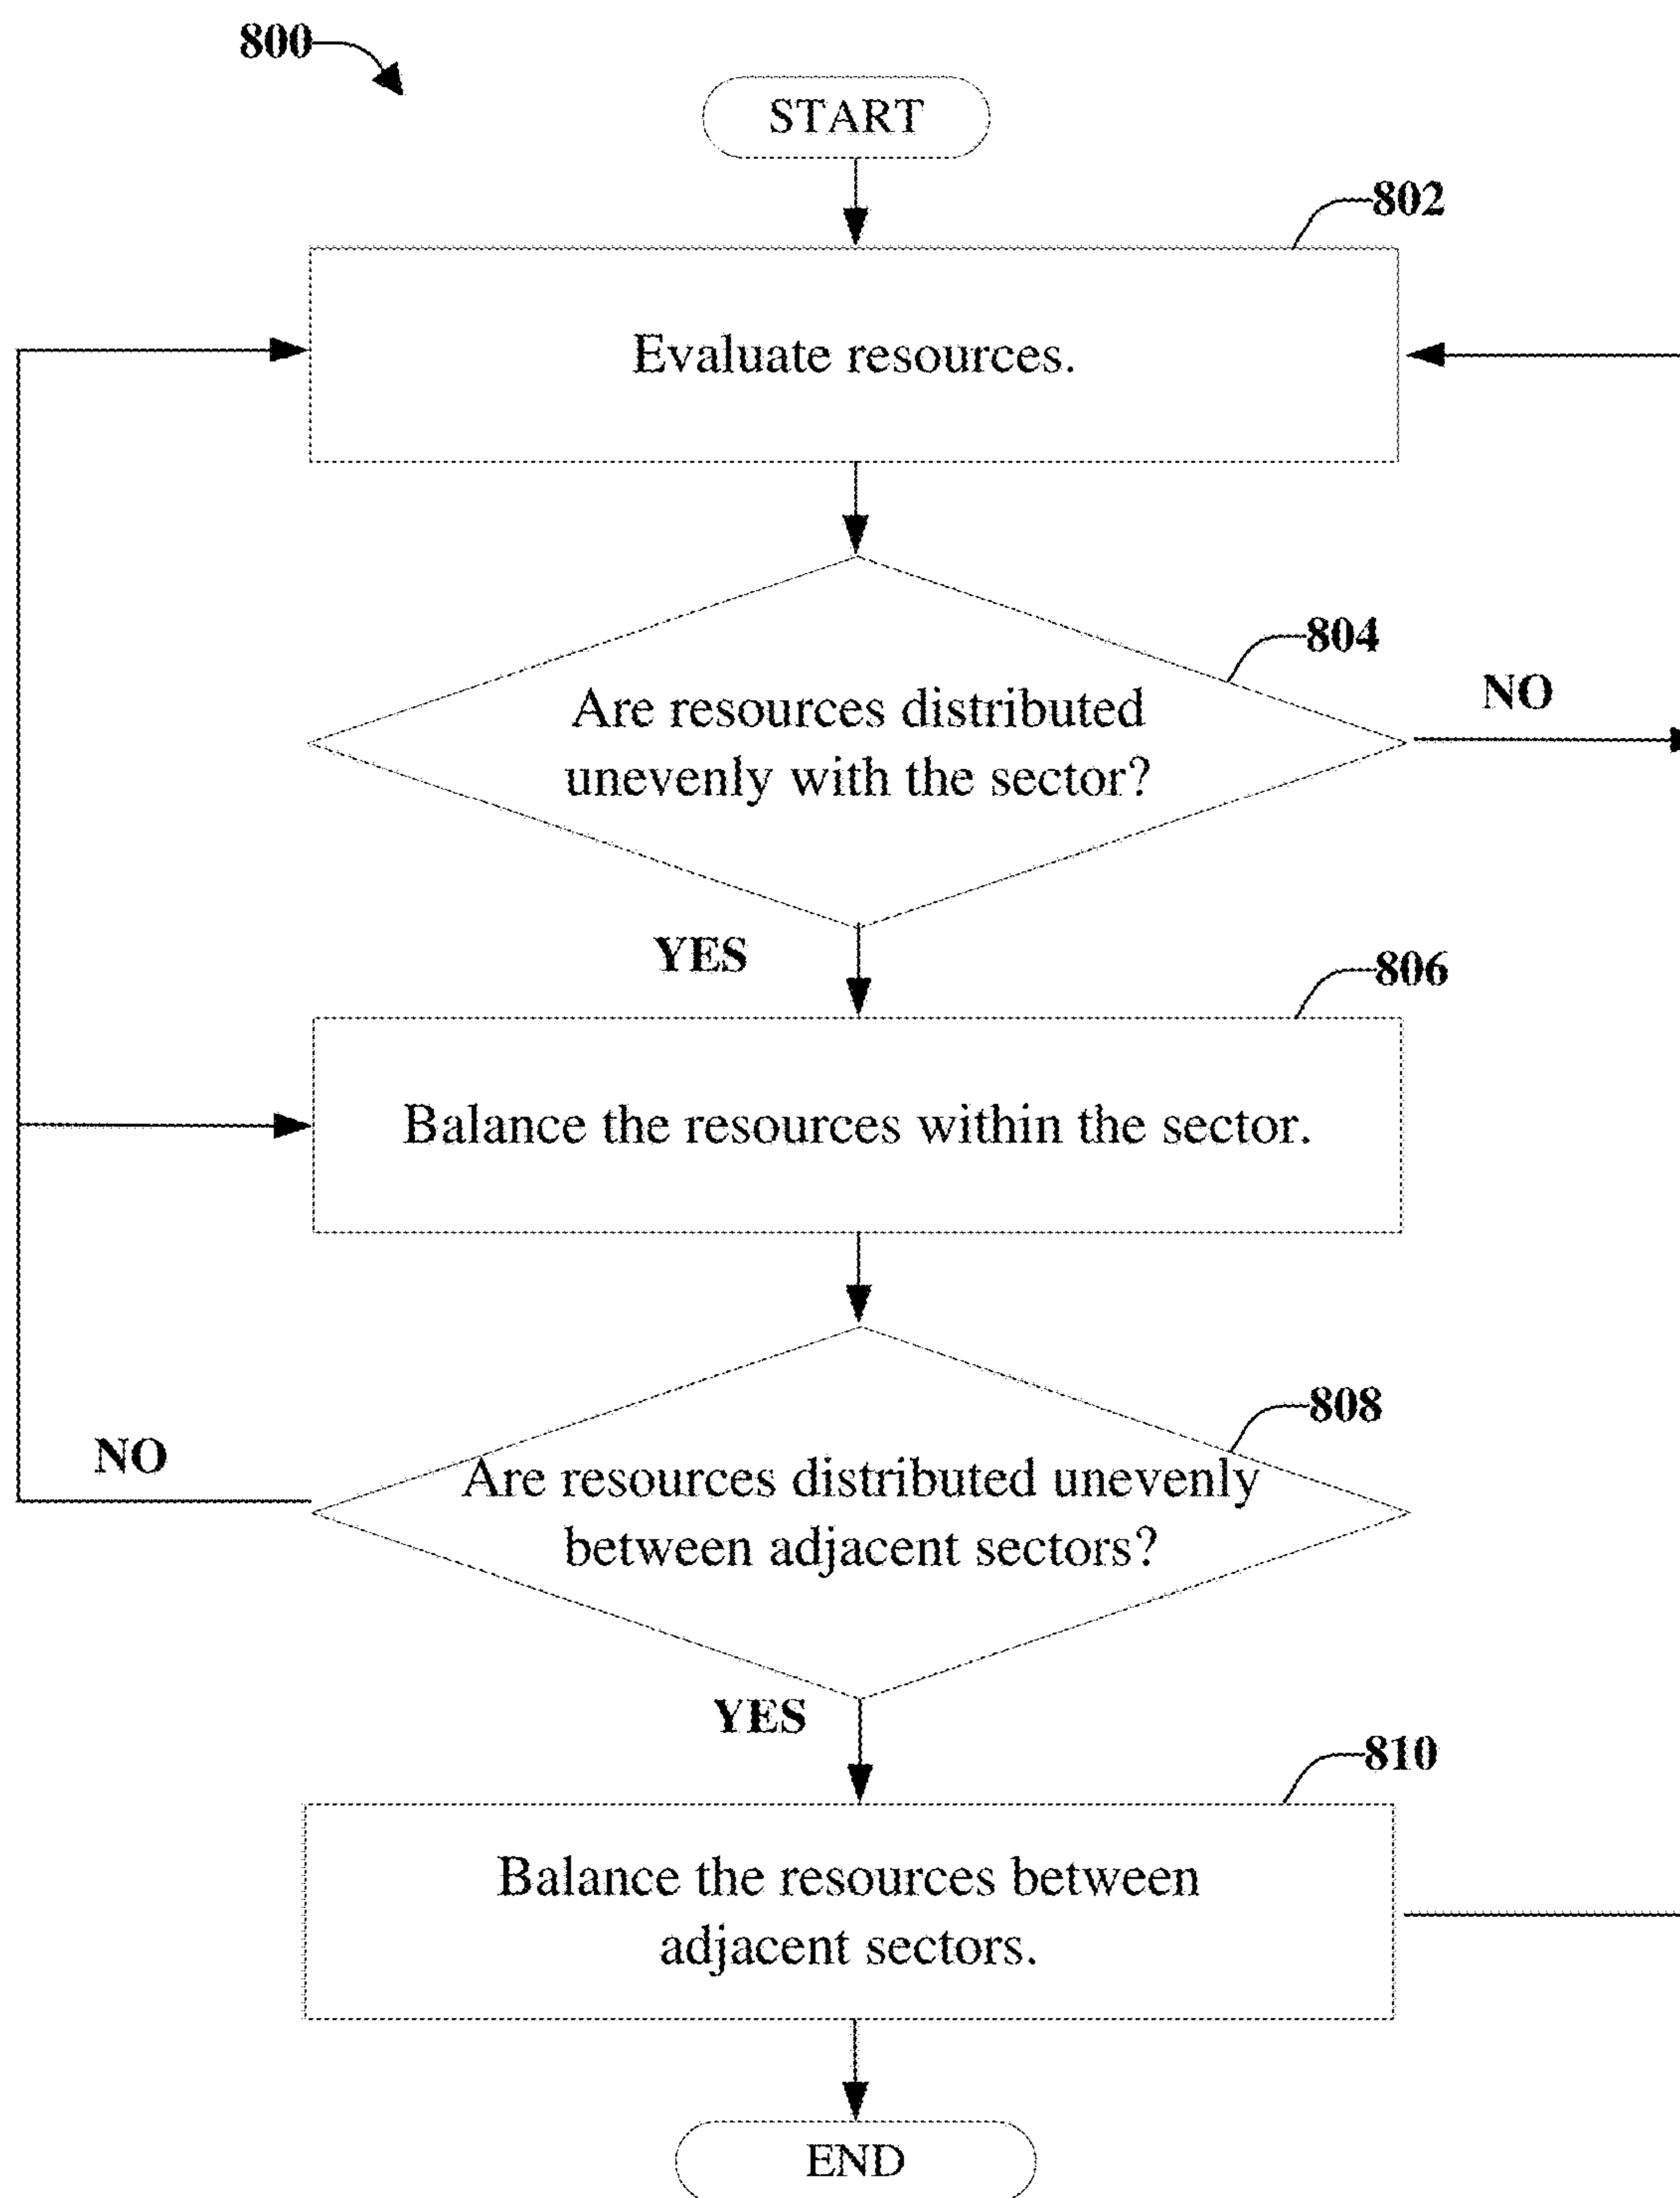 800
START
802
Evaluate resources.
804
NO
Are resources distributed
unevenly with the sector?
YES
806
Balance the resources within the sector.
808
NO
Are resources distributed unevenly
between adjacent sectors?
YES
810
Balance the resources between
adjacent sectors.
END